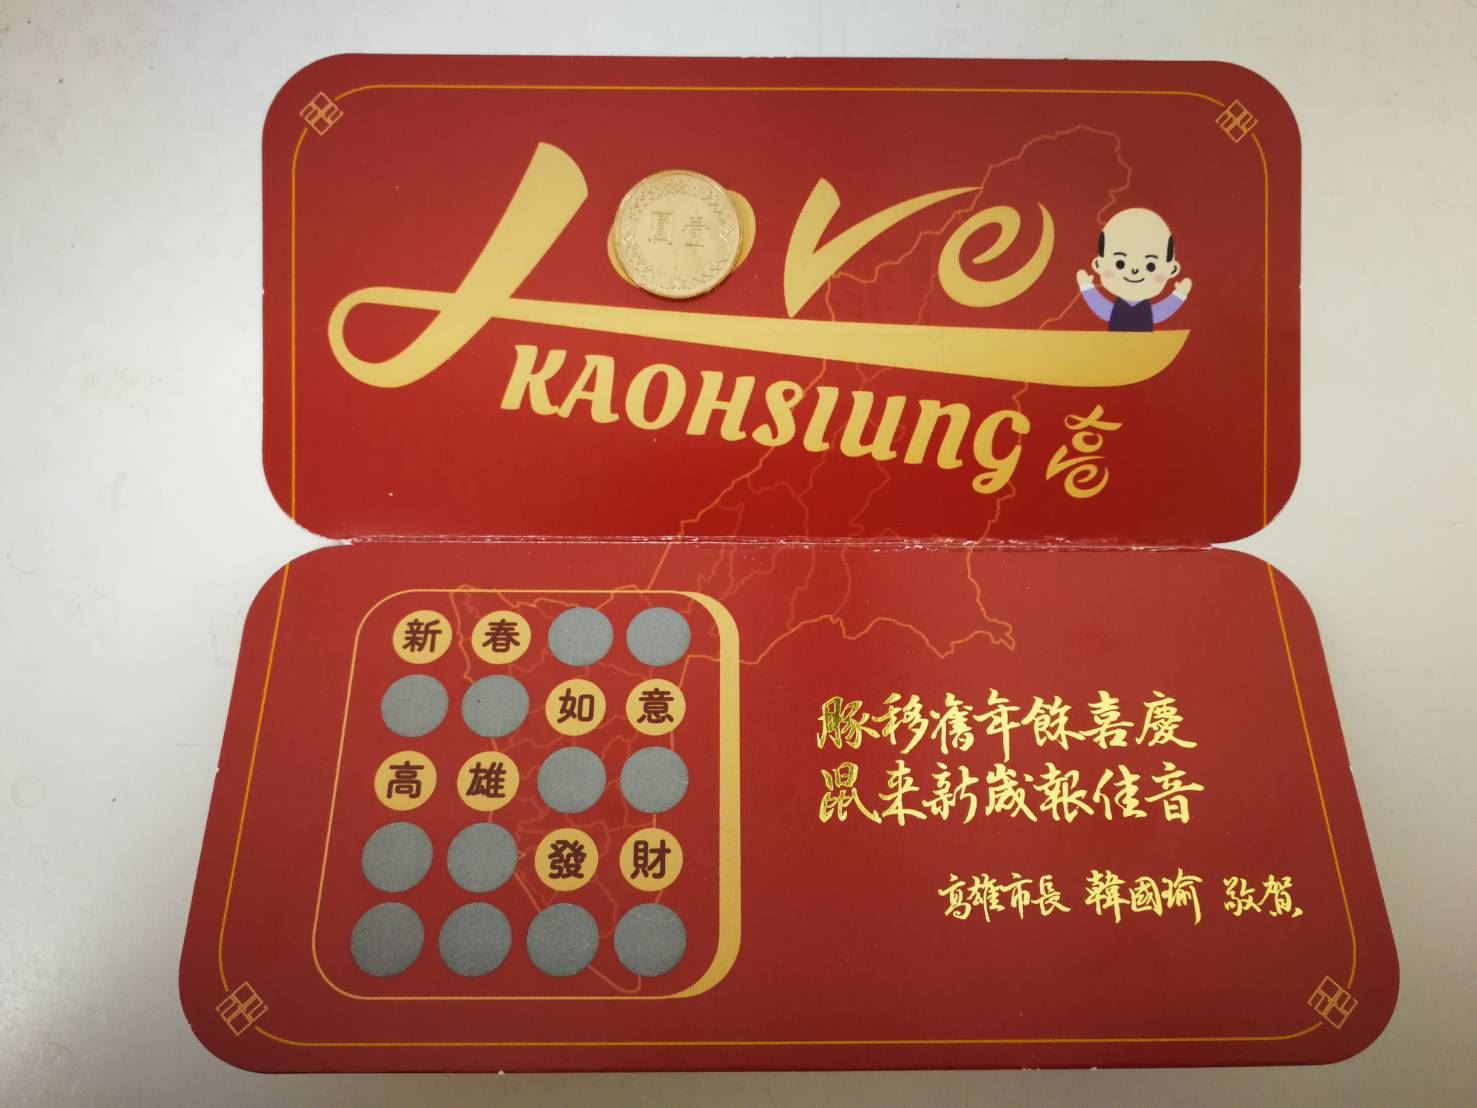 Love
壹圓
KAOHSIUNG
Love
新春
如意
高雄
發財
豚移舊年餘喜慶
鼠来新歲報佳音
高雄市長 韓國瑜 敬賀